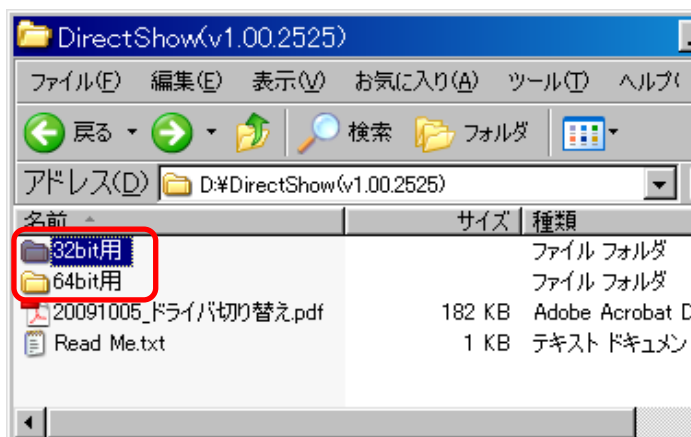 DirectShow(v1.00.2525)
ファイル(F) 編集(E) 表示(V) お気に入り(A) ツール(T) ヘルプ(
戻る 検索 フォルダ
アドレス(D) D:¥DirectShow(v1.00.2525)
名前 サイズ 種類
32bit用 ファイル フォルダ
64bit用 ファイル フォルダ
20091005_ドライバ切り替え.pdf 182 KB Adobe Acrobat D
Read Me.txt 1 KB テキスト ドキュメン